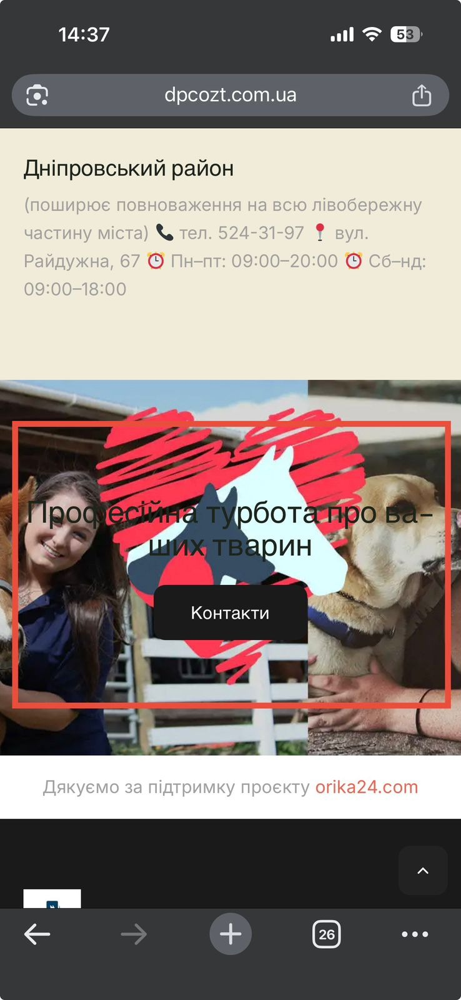 14:37
53
dpcozt.com.ua
Дніпровський район
(поширює повноваження на всю лівобережну
частину міста) 📞 тел. 524-31-97 📍 вул.
Райдужна, 67 ⏰ Пн–пт: 09:00–20:00 ⏰ Сб–нд:
09:00–18:00
Професійна турбота про ва-
ших тварин
Контакти
Дякуємо за підтримку проєкту orika24.com
26